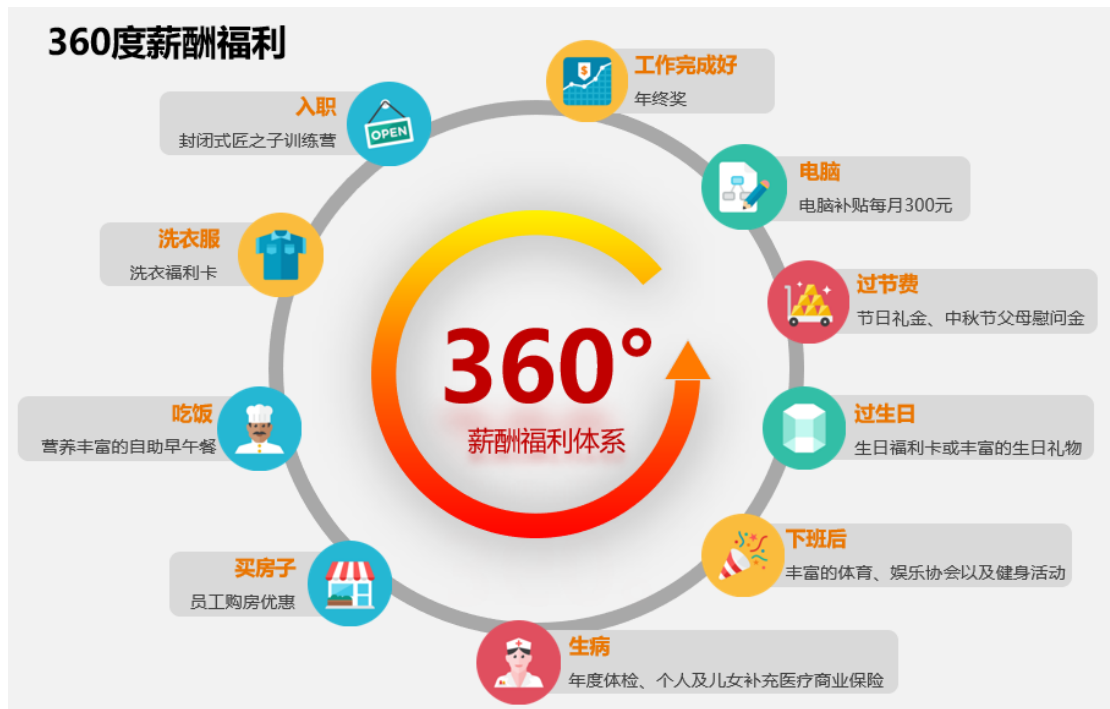 360度薪酬福利
工作完成好
年终奖
入职
封闭式匠之子训练营
OPEN
电脑
电脑补贴每月300元
洗衣服
洗衣福利卡
过节费
节日礼金、中秋节父母慰问金
360°
薪酬福利体系
吃饭
营养丰富的自助早午餐
过生日
生日福利卡或丰富的生日礼物
下班后
丰富的体育、娱乐协会以及健身活动
买房子
员工购房优惠
生病
年度体检、个人及儿女补充医疗商业保险